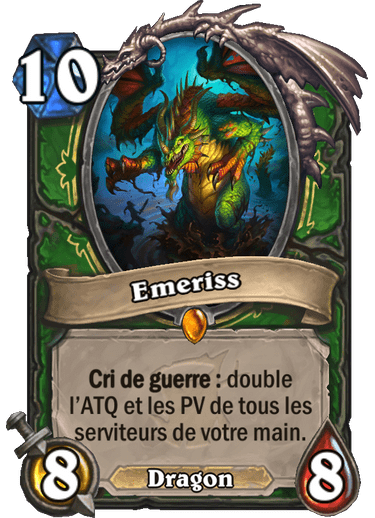 10
Emeriss
Cri de guerre : double
l'ATQ et les PV de tous les
serviteurs de votre main.
8
Dragon
8